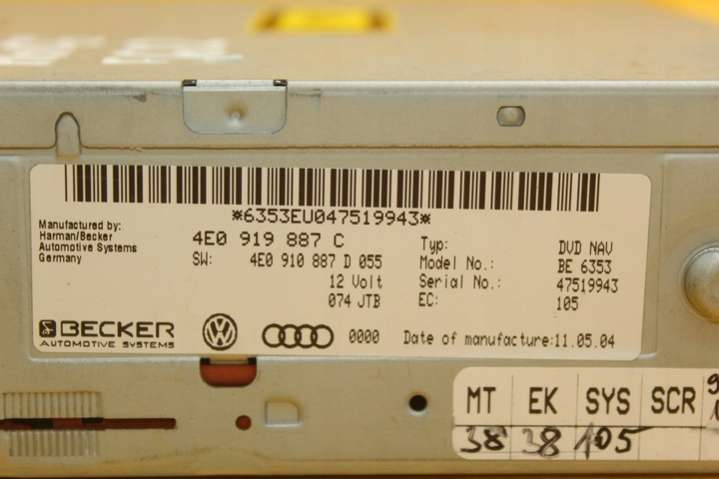 *6353EU047519943*
Manufactured by:
Harman/Becker
Automotive Systems
Germany
4E0 919 887 C
SW: 4E0 910 887 D 055
12 Volt
074 JTB
Typ: DVD NAV
Model No.: BE 6353
Serial No.: 47519943
EC: 105
BECKER
AUTOMOTIVE SYSTEMS
0000
Date of manufacture:11.05.04
MT EK SYS SCR
38 38 105